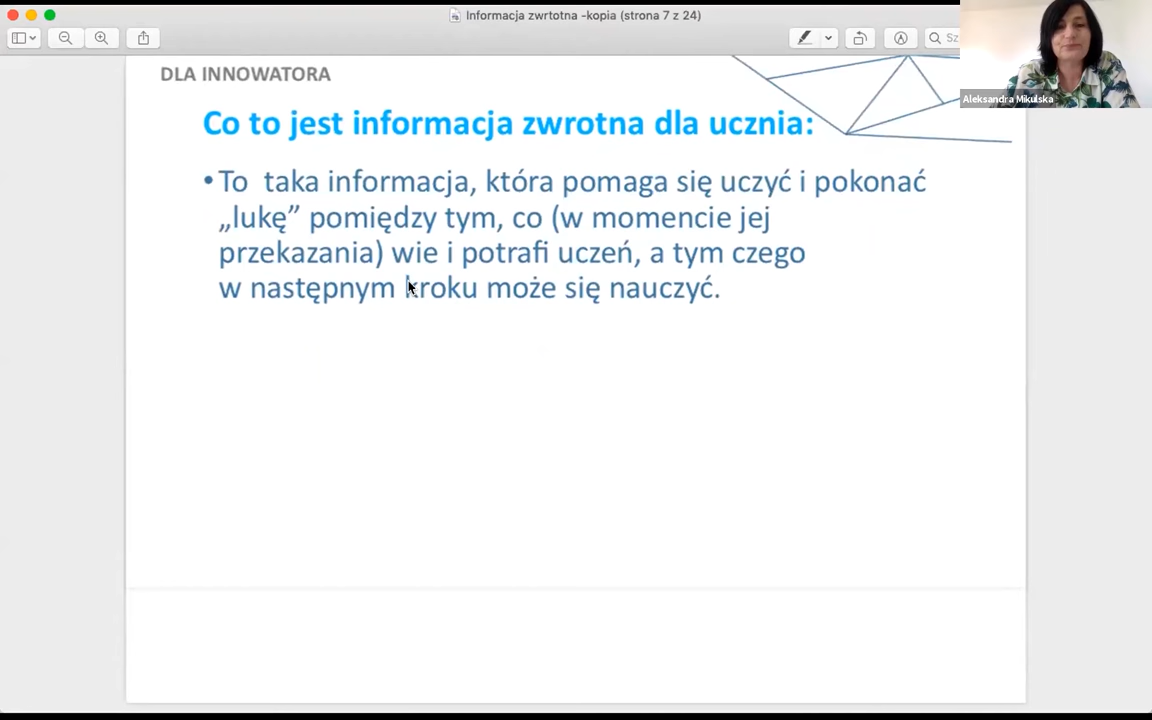 Informacja zwrtotna -kopia (strona 7 z 24)
Sz
Aleksandra Mikulska
DLA INNOWATORA
Co to jest informacja zwrotna dla ucznia:
•To taka informacja, która pomaga się uczyć i pokonać
„lukę” pomiędzy tym, co (w momencie jej
przekazania) wie i potrafi uczeń, a tym czego
w następnym kroku może się nauczyć.